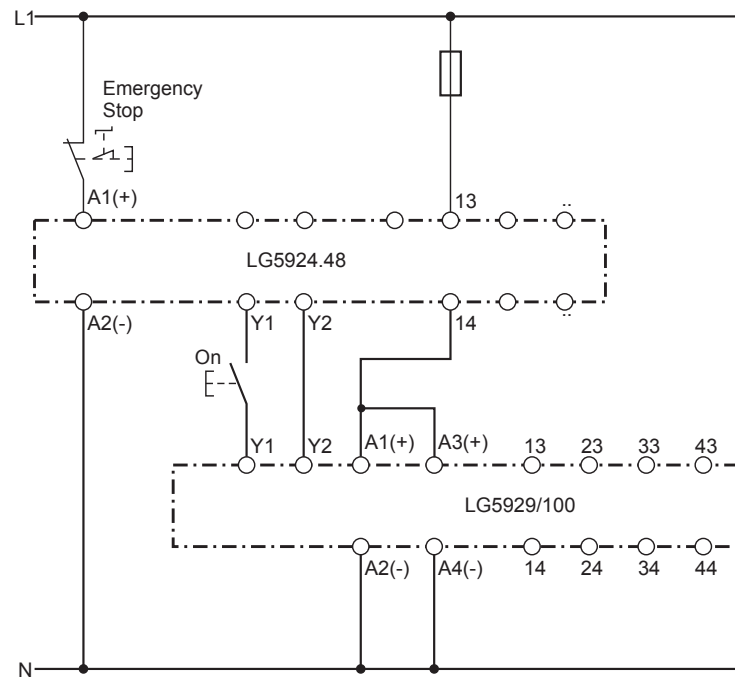 L1
Emergency
Stop
A1(+)
13
..
LG5924.48
A2(-)
Y1
Y2
14
..
On
Y1
Y2
A1(+)
A3(+)
13
23
33
43
LG5929/100
A2(-)
A4(-)
14
24
34
44
N